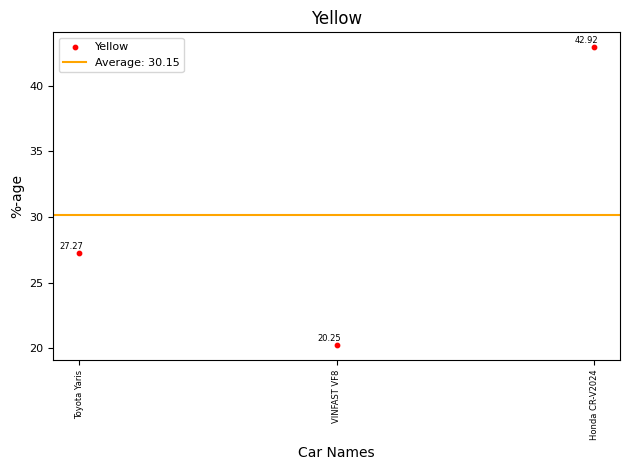 Yellow
Yellow
Average: 30.15
%-age
40
35
30
25
20
42.92
27.27
20.25
Toyota Yaris
VINFAST VF8
Honda CR-V2024
Car Names